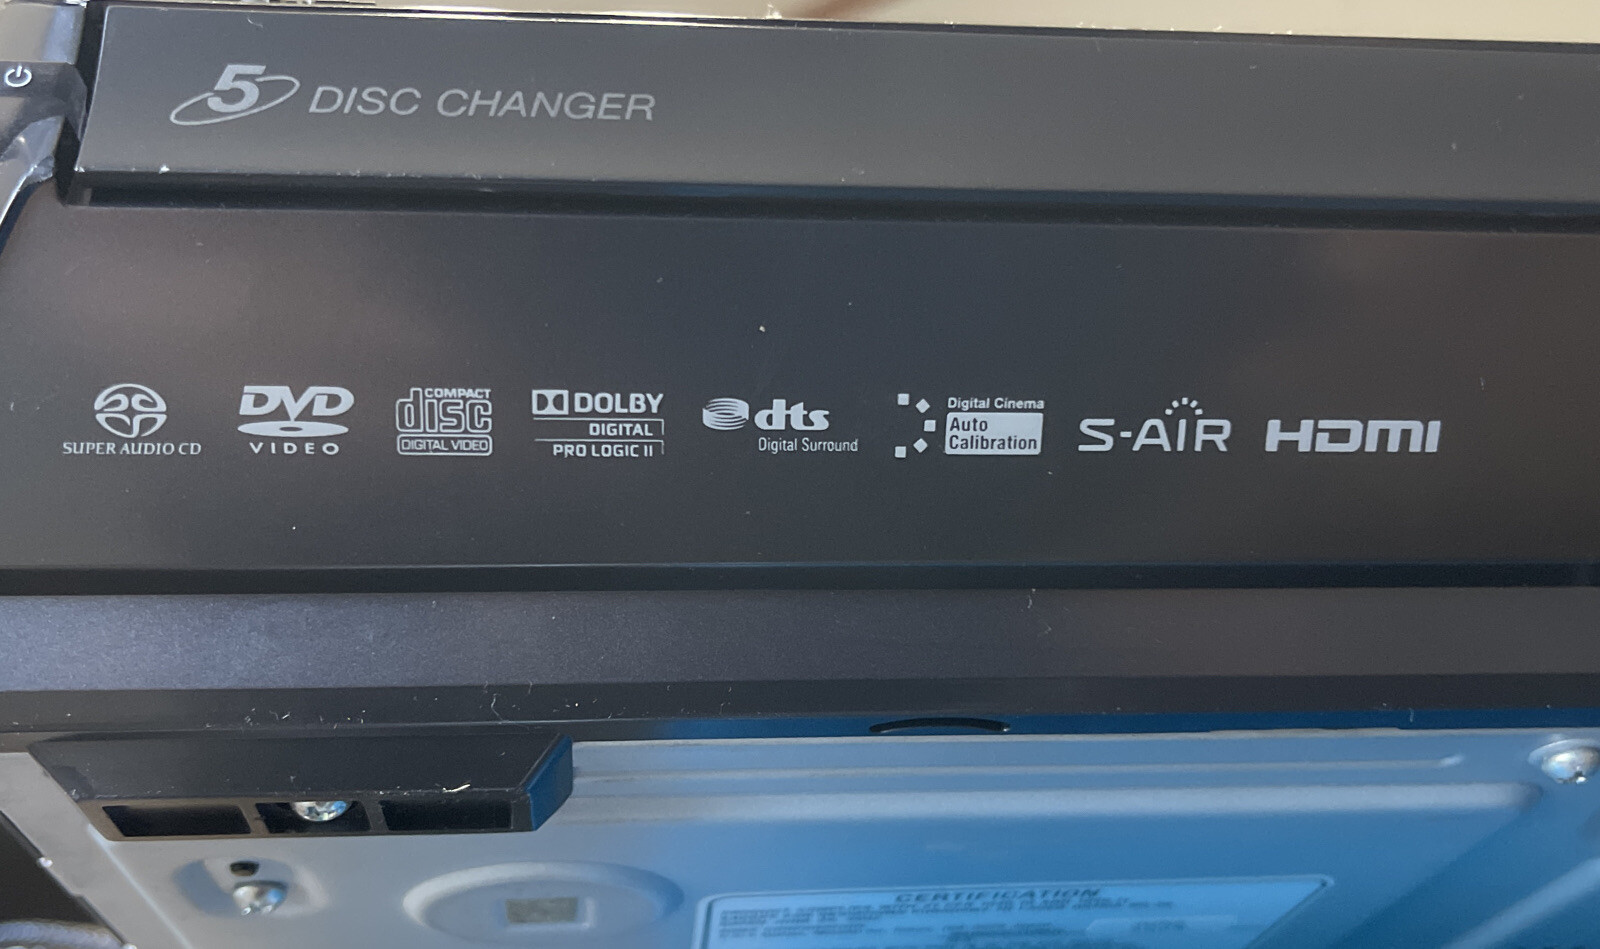 5 DISC CHANGER
SUPER AUDIO CD
DVD
VIDEO
COMPACT
disc
DIGITAL VIDEO
DOLBY
DIGITAL
PRO LOGIC II
dts
Digital Surround
Digital Cinema
Auto
Calibration
S-AIR
HDMI
CERTIFICATION